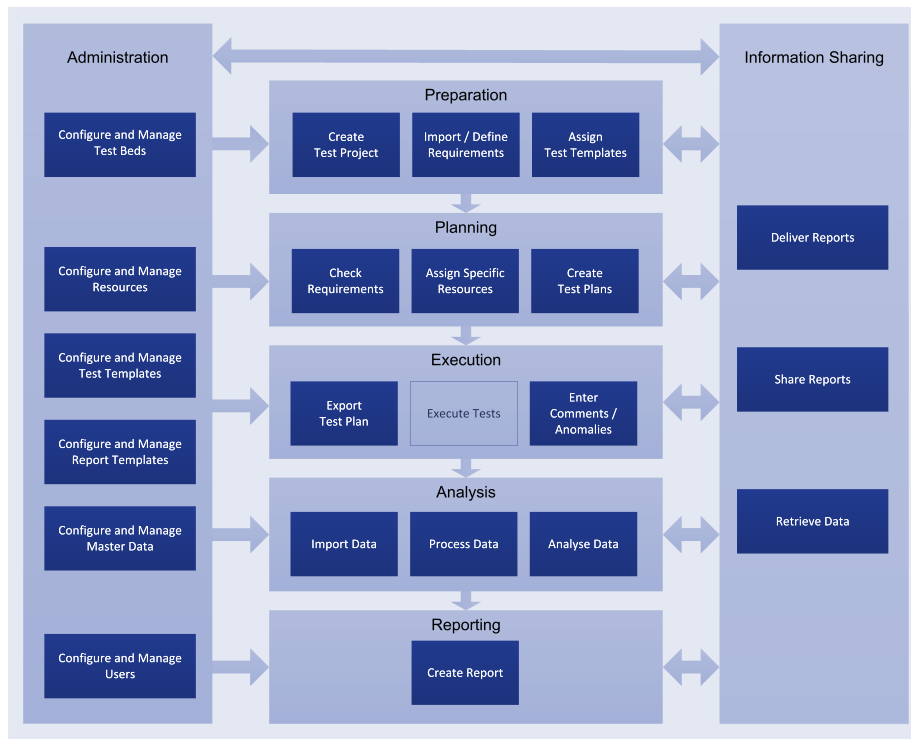 Administration
Configure and Manage
Test Beds
Configure and Manage
Resources
Configure and Manage
Test Templates
Configure and Manage
Report Templates
Configure and Manage
Master Data
Configure and Manage
Users
Preparation
Create
Test Project
Import / Define
Requirements
Assign
Test Templates
Planning
Check
Requirements
Assign Specific
Resources
Create
Test Plans
Execution
Export
Test Plan
Execute Tests
Enter
Comments /
Anomalies
Analysis
Import Data
Process Data
Analyse Data
Reporting
Create Report
Information Sharing
Deliver Reports
Share Reports
Retrieve Data